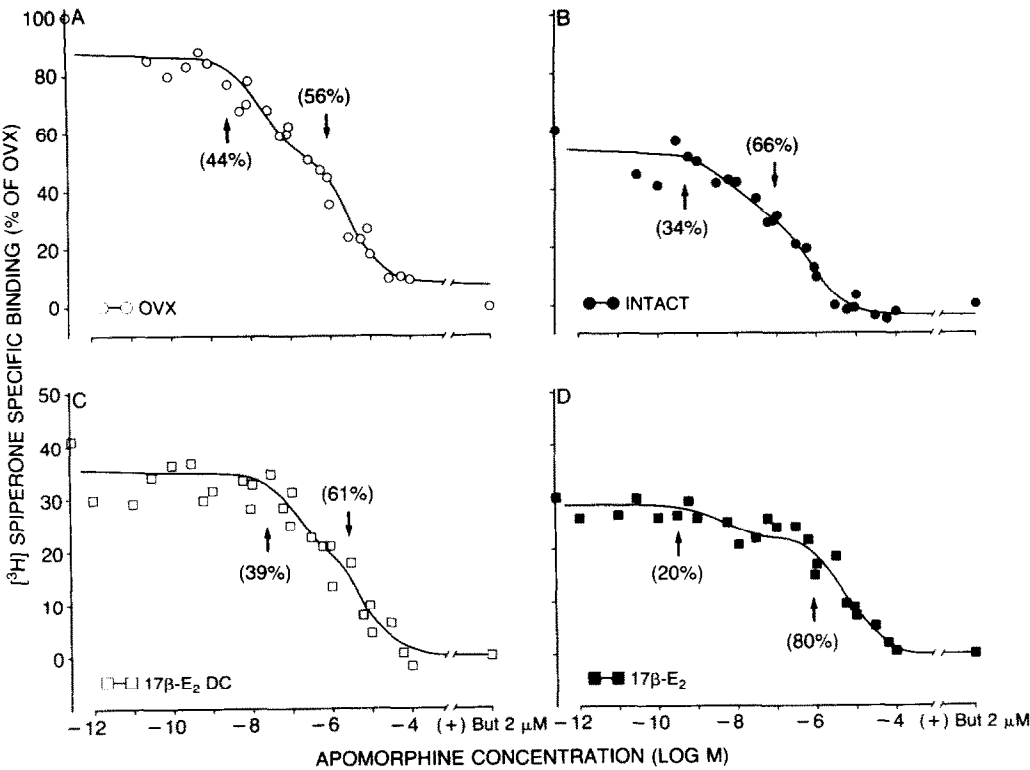 [³H] SPIPERONE SPECIFIC BINDING (% OF OVX)
A
100
80
60
40
20
0
(44%)
(56%)
OVX
B
(34%)
(66%)
INTACT
C
50
40
30
20
10
0
(39%)
(61%)
17β-E₂ DC
−12 −10 −8 −6 −4 (+) But 2 μM
D
(20%)
(80%)
17β-E₂
−12 −10 −8 −6 −4 (+) But 2 μM
APOMORPHINE CONCENTRATION (LOG M)